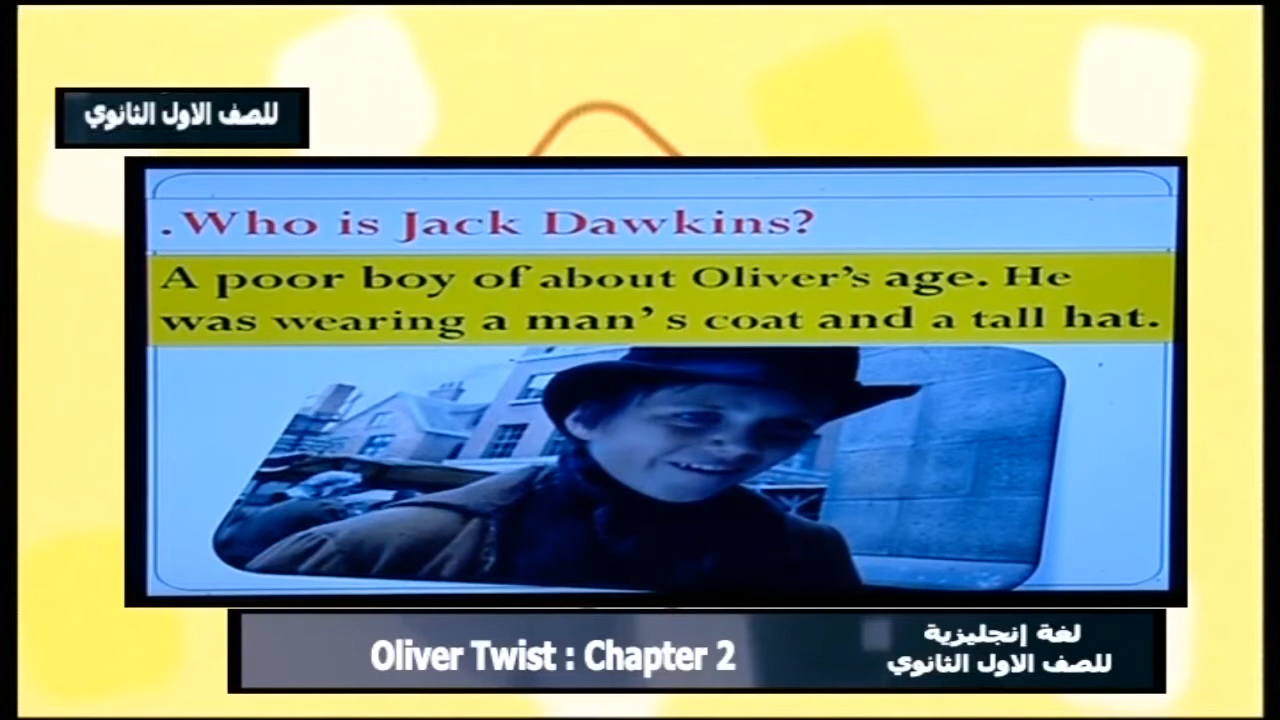 للصف الاول الثانوي
.Who is Jack Dawkins?
A poor boy of about Oliver's age. He
was wearing a man's coat and a tall hat.
Oliver Twist : Chapter 2
لغة إنجليزية
للصف الاول الثانوي